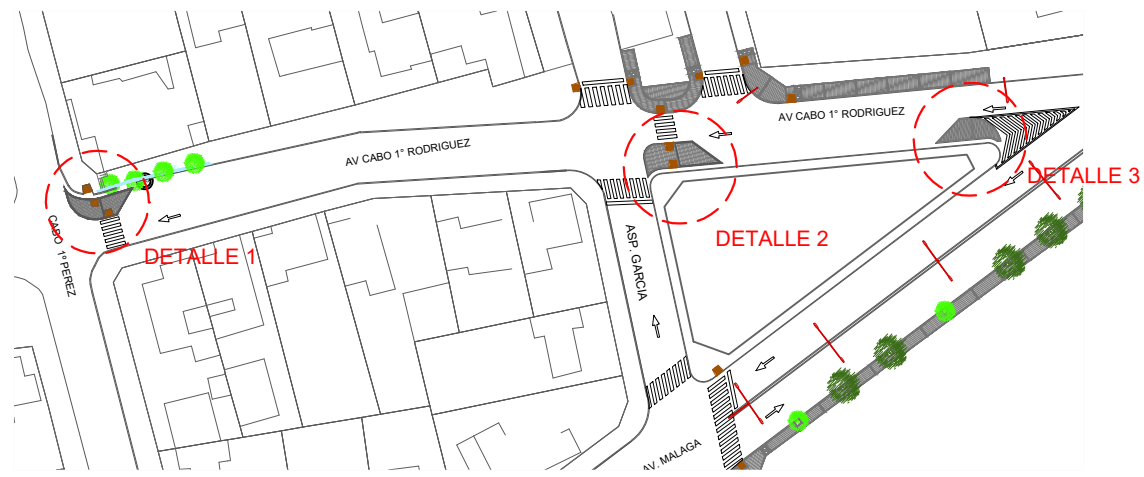 AV CABO 1° RODRIGUEZ
AV CABO 1° RODRIGUEZ
DETALLE 3
CABO 1° PEREZ
DETALLE 1
DETALLE 2
ASP. GARCIA
AV. MALAGA